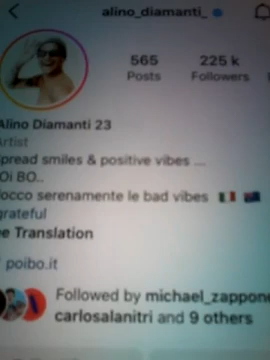 alino_diamanti_
565
225 k
Posts
Followers
Alino Diamanti 23
Artist
pread smiles & positive vibes ...
OI BO..
occo serenamente le bad vibes
grateful
e Translation
poibo.it
Followed by michael_zappone
carlosalanitri and 9 others